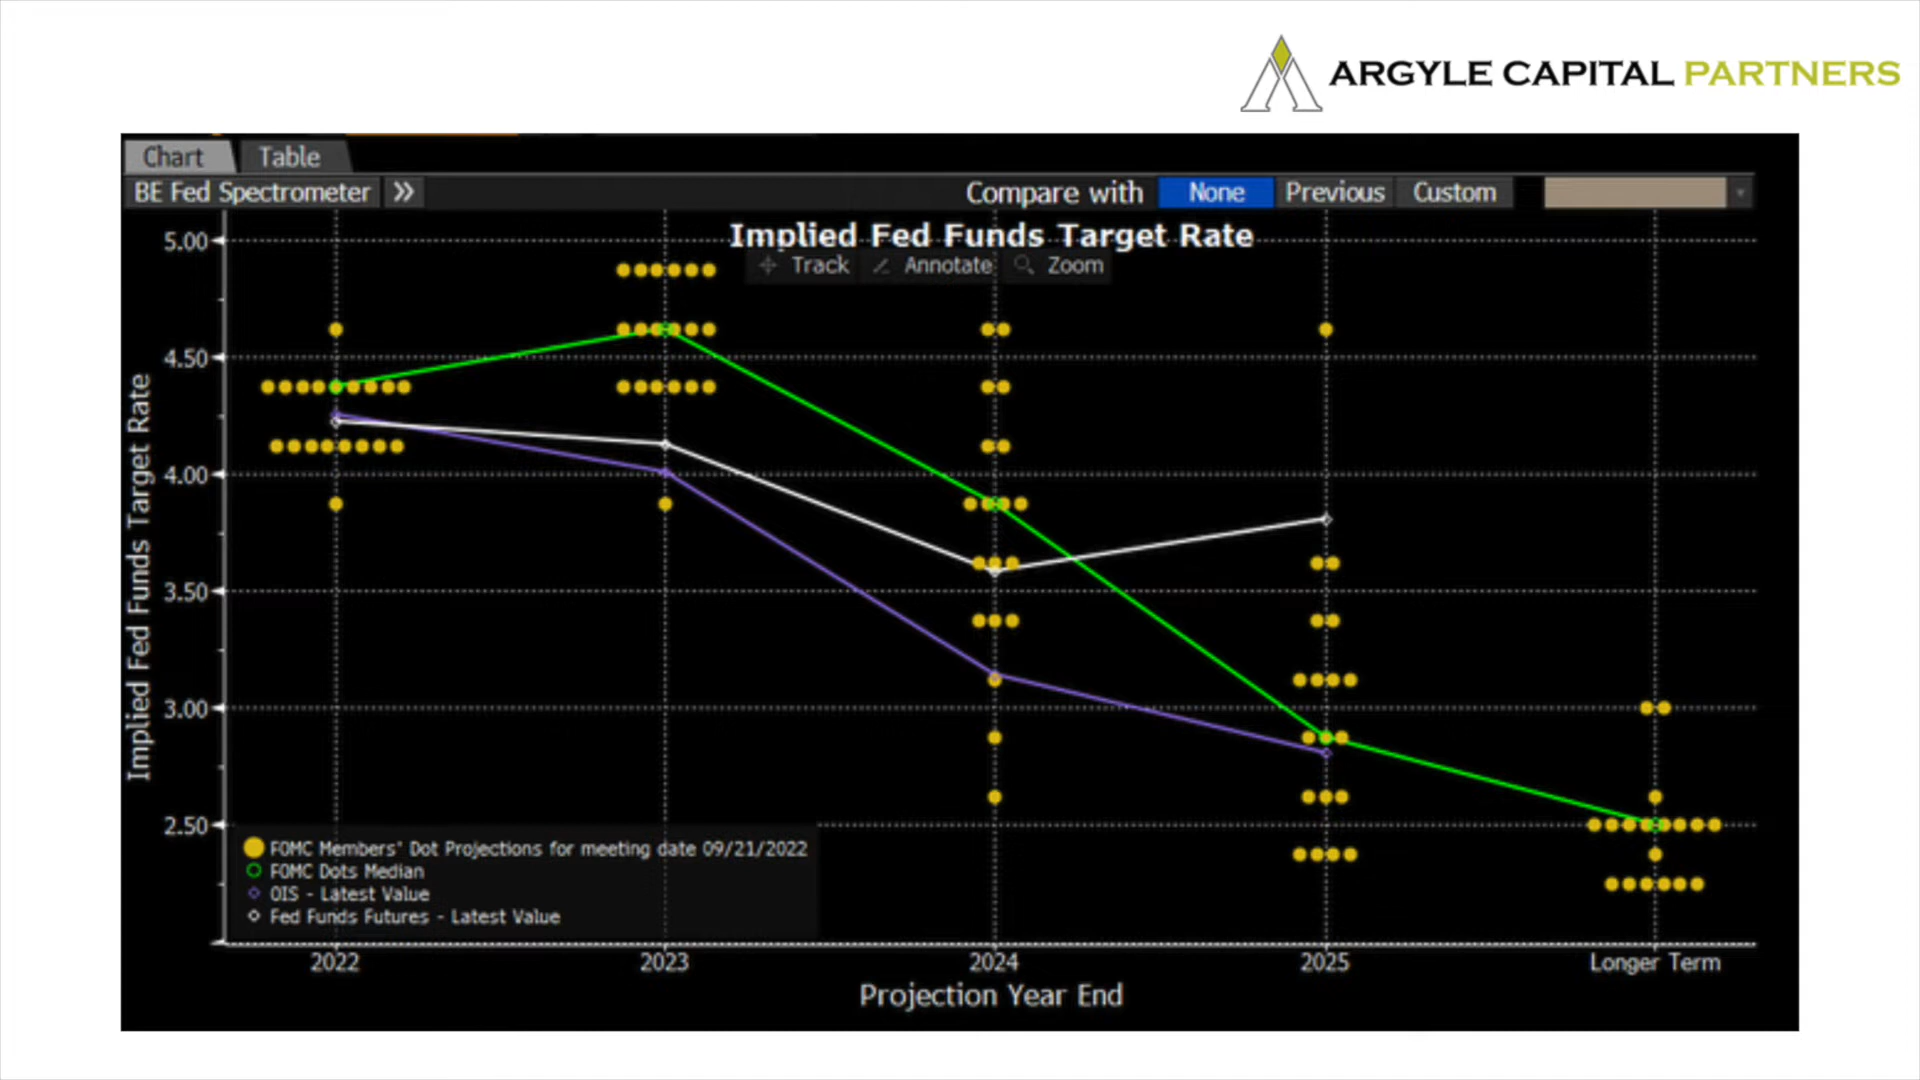 ARGYLE CAPITAL PARTNERS
Chart Table
BE Fed Spectrometer » Compare with None Previous Custom
Implied Fed Funds Target Rate
Track Annotate Zoom
Implied Fed Funds Target Rate
5.00
4.50
4.00
3.50
3.00
2.50
FOMC Members' Dot Projections for meeting date 09/21/2022
FOMC Dots Median
OIS - Latest Value
Fed Funds Futures - Latest Value
2022 2023 2024 2025 Longer Term
Projection Year End